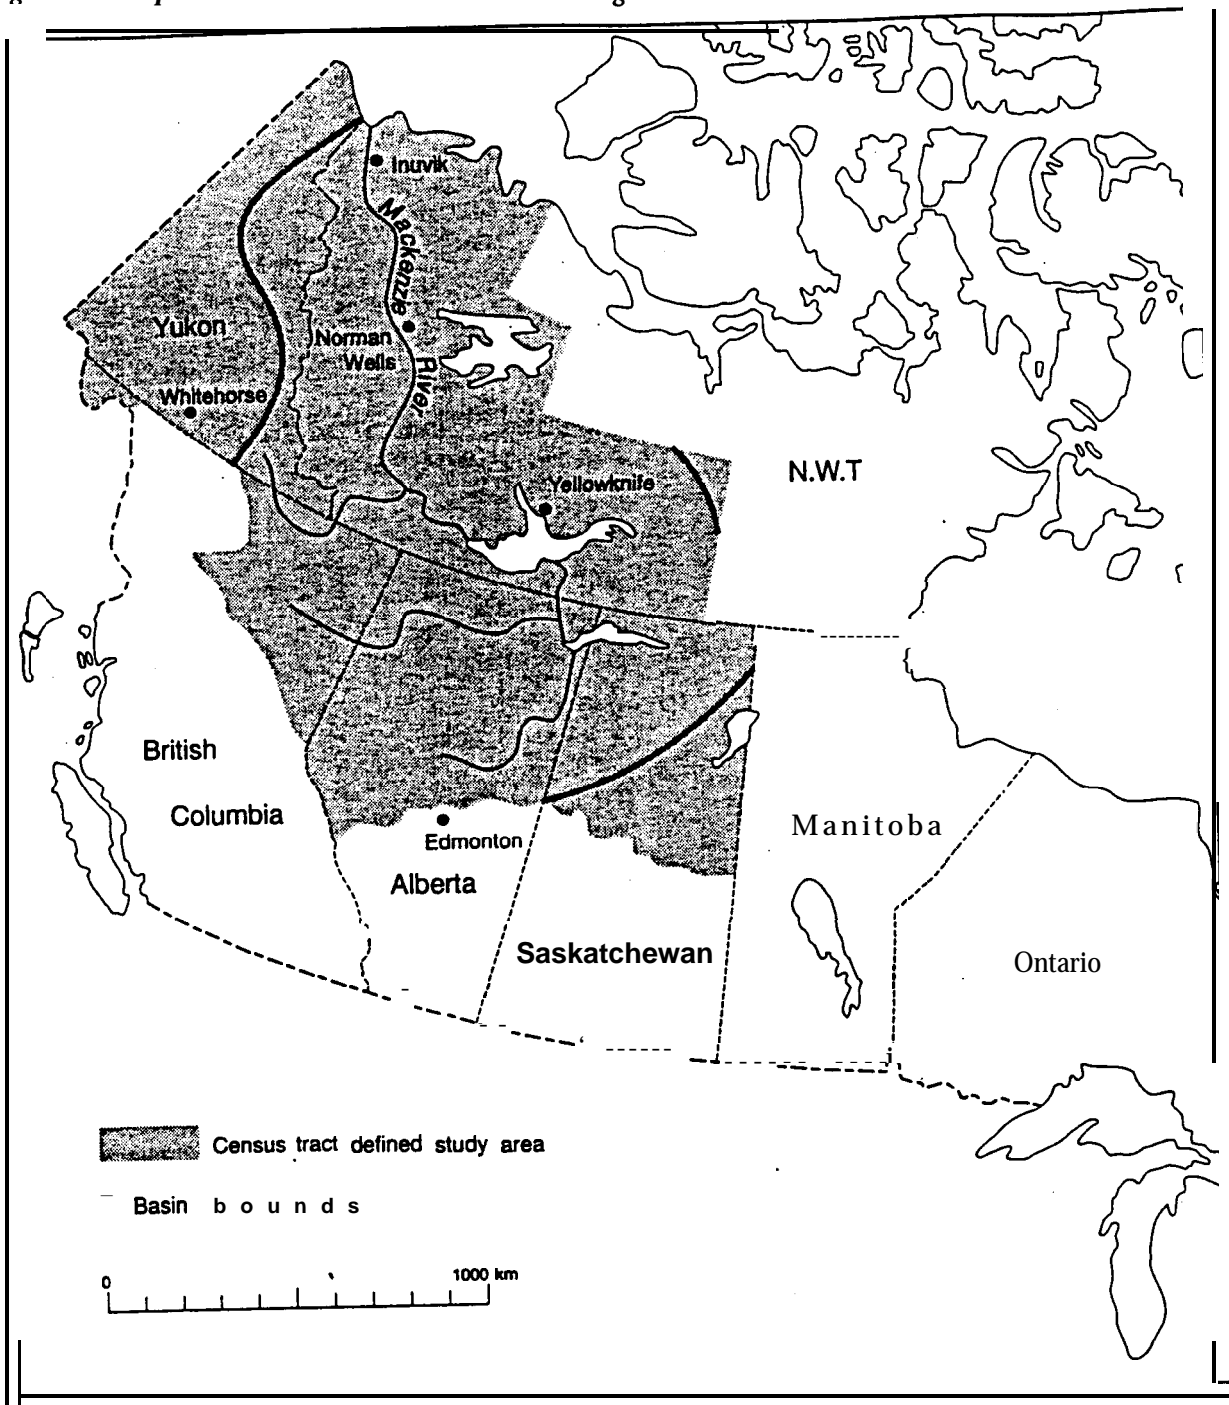 Inuvik
Mackenzie
River
Yukon
Norman
Wells
Whitehorse
Yellowknife
N.W.T
British
Columbia
Edmonton
Alberta
Manitoba
Saskatchewan
Ontario
Census tract defined study area
Basin bounds
0
1000 km